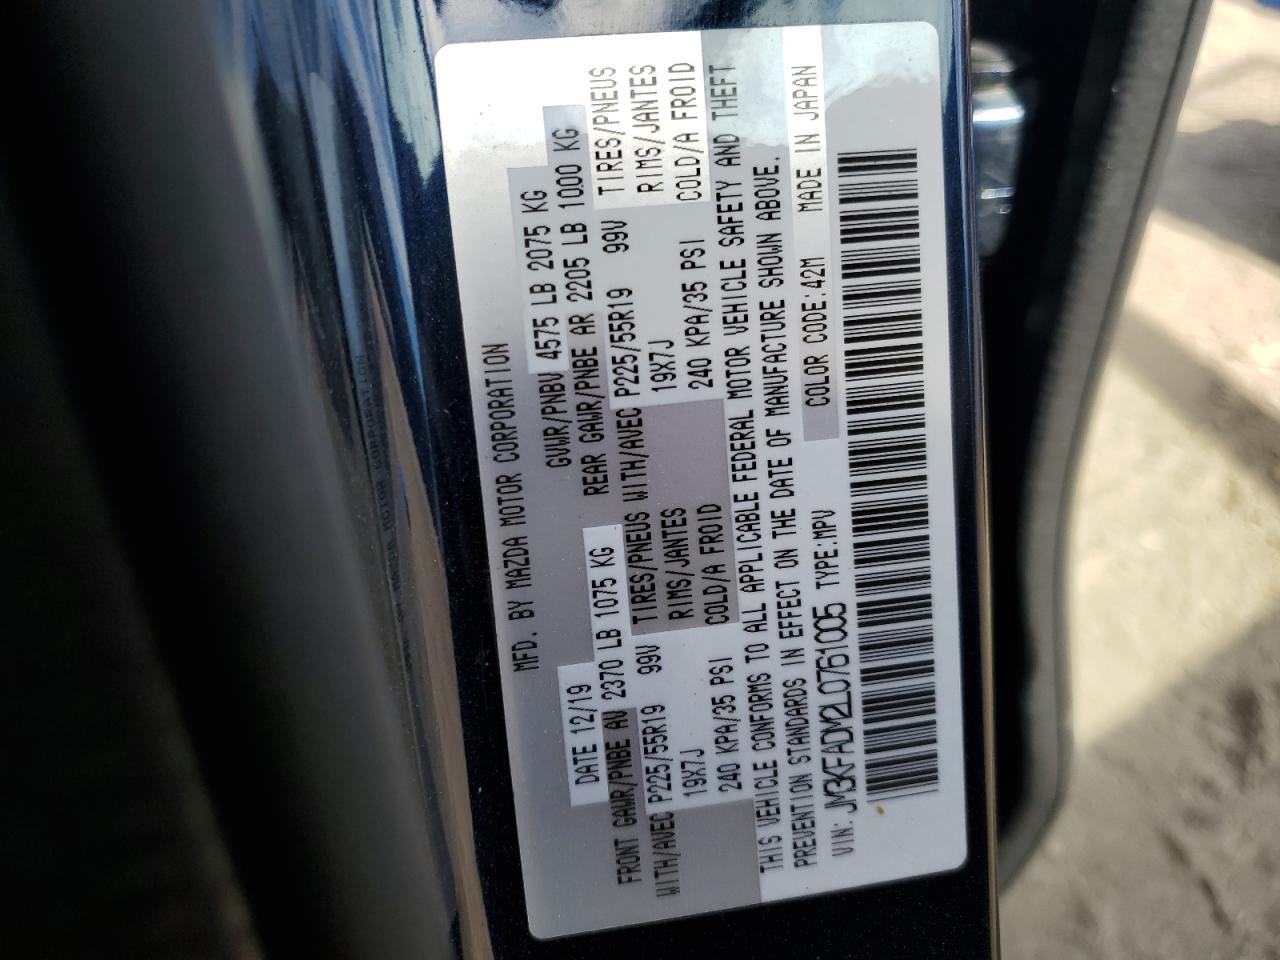 MFD. BY MAZDA MOTOR CORPORATION
DATE 12/19 GVWR/PNBV 4575 LB 2075 KG
FRONT GAWR/PNBE AV 2370 LB 1075 KG REAR GAWR/PNBE AR 2205 LB 1000 KG
WITH/AVEC P225/55R19 99V TIRES/PNEUS WITH/AVEC P225/55R19 99V TIRES/PNEUS
19X7J RIMS/JANTES 19X7J RIMS/JANTES
240 KPA/35 PSI COLD/A FROID 240 KPA/35 PSI COLD/A FROID
THIS VEHICLE CONFORMS TO ALL APPLICABLE FEDERAL MOTOR VEHICLE SAFETY AND THEFT
PREVENTION STANDARDS IN EFFECT ON THE DATE OF MANUFACTURE SHOWN ABOVE.
VIN: JM3KFADM2L0761005 TYPE:MPV COLOR CODE:42M MADE IN JAPAN